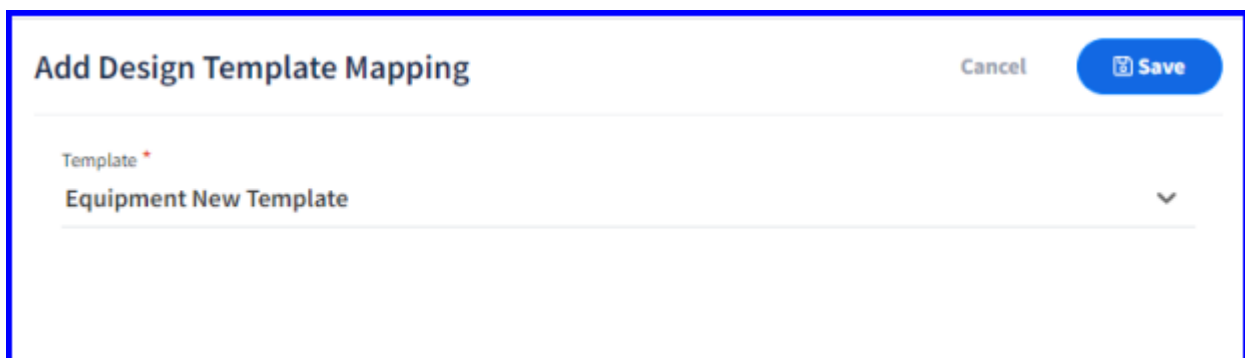 Add Design Template Mapping
Cancel
Save
Template *
Equipment New Template